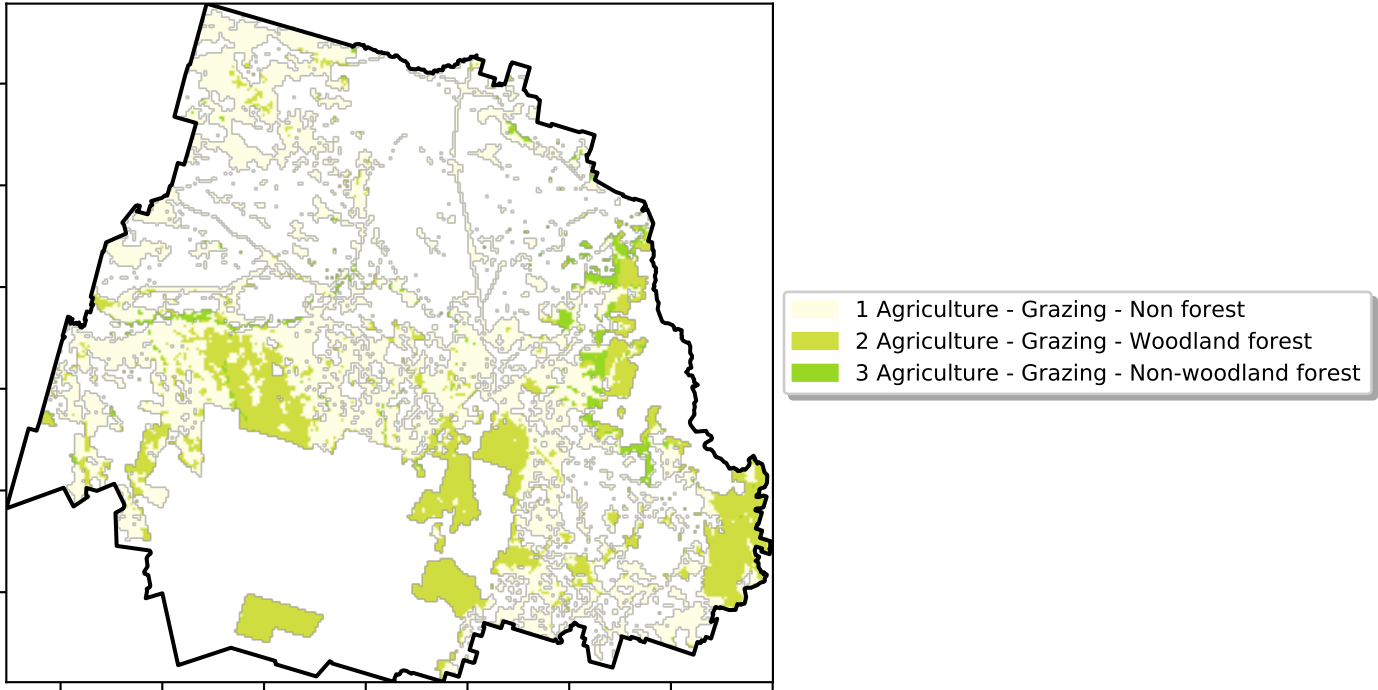 1 Agriculture - Grazing - Non forest
2 Agriculture - Grazing - Woodland forest
3 Agriculture - Grazing - Non-woodland forest